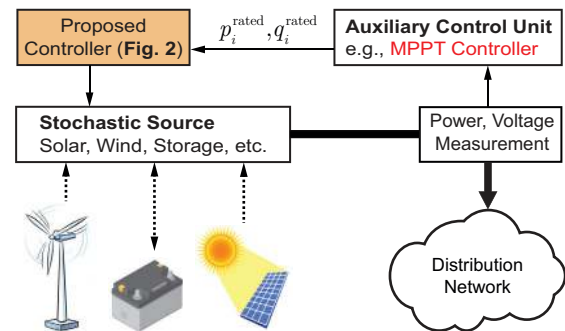 Proposed
Controller (Fig. 2)
p_i^rated, q_i^rated
Auxiliary Control Unit
e.g., MPPT Controller
Stochastic Source
Solar, Wind, Storage, etc.
Power, Voltage
Measurement
Distribution
Network